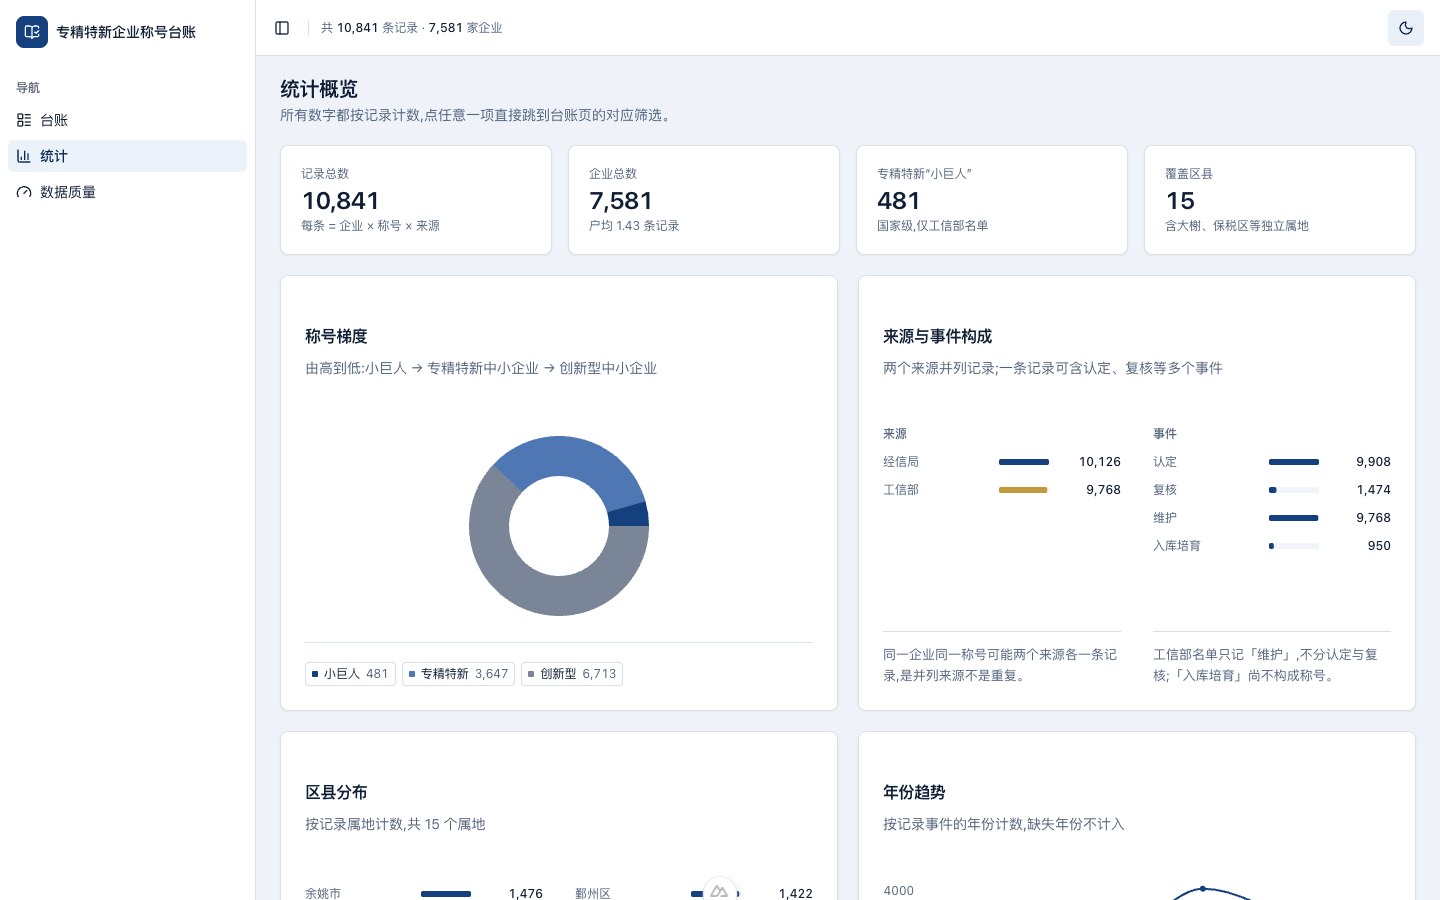 专精特新企业称号台账
导航
台账
统计
数据质量
共 10,841 条记录 · 7,581 家企业
统计概览
所有数字都按记录计数,点任意一项直接跳到台账页的对应筛选。
记录总数
10,841
每条 = 企业 × 称号 × 来源
企业总数
7,581
户均 1.43 条记录
专精特新“小巨人”
481
国家级,仅工信部名单
覆盖区县
15
含大榭、保税区等独立属地
称号梯度
由高到低:小巨人 → 专精特新中小企业 → 创新型中小企业
小巨人 481
专精特新 3,647
创新型 6,713
来源与事件构成
两个来源并列记录;一条记录可含认定、复核等多个事件
来源
经信局 10,126
工信部 9,768
同一企业同一称号可能两个来源各一条记
录,是并列来源不是重复。
事件
认定 9,908
复核 1,474
维护 9,768
入库培育 950
工信部名单只记「维护」,不分认定与复
核;「入库培育」尚不构成称号。
区县分布
按记录属地计数,共 15 个属地
余姚市 1,476
鄞州区 1,422
年份趋势
按记录事件的年份计数,缺失年份不计入
4000